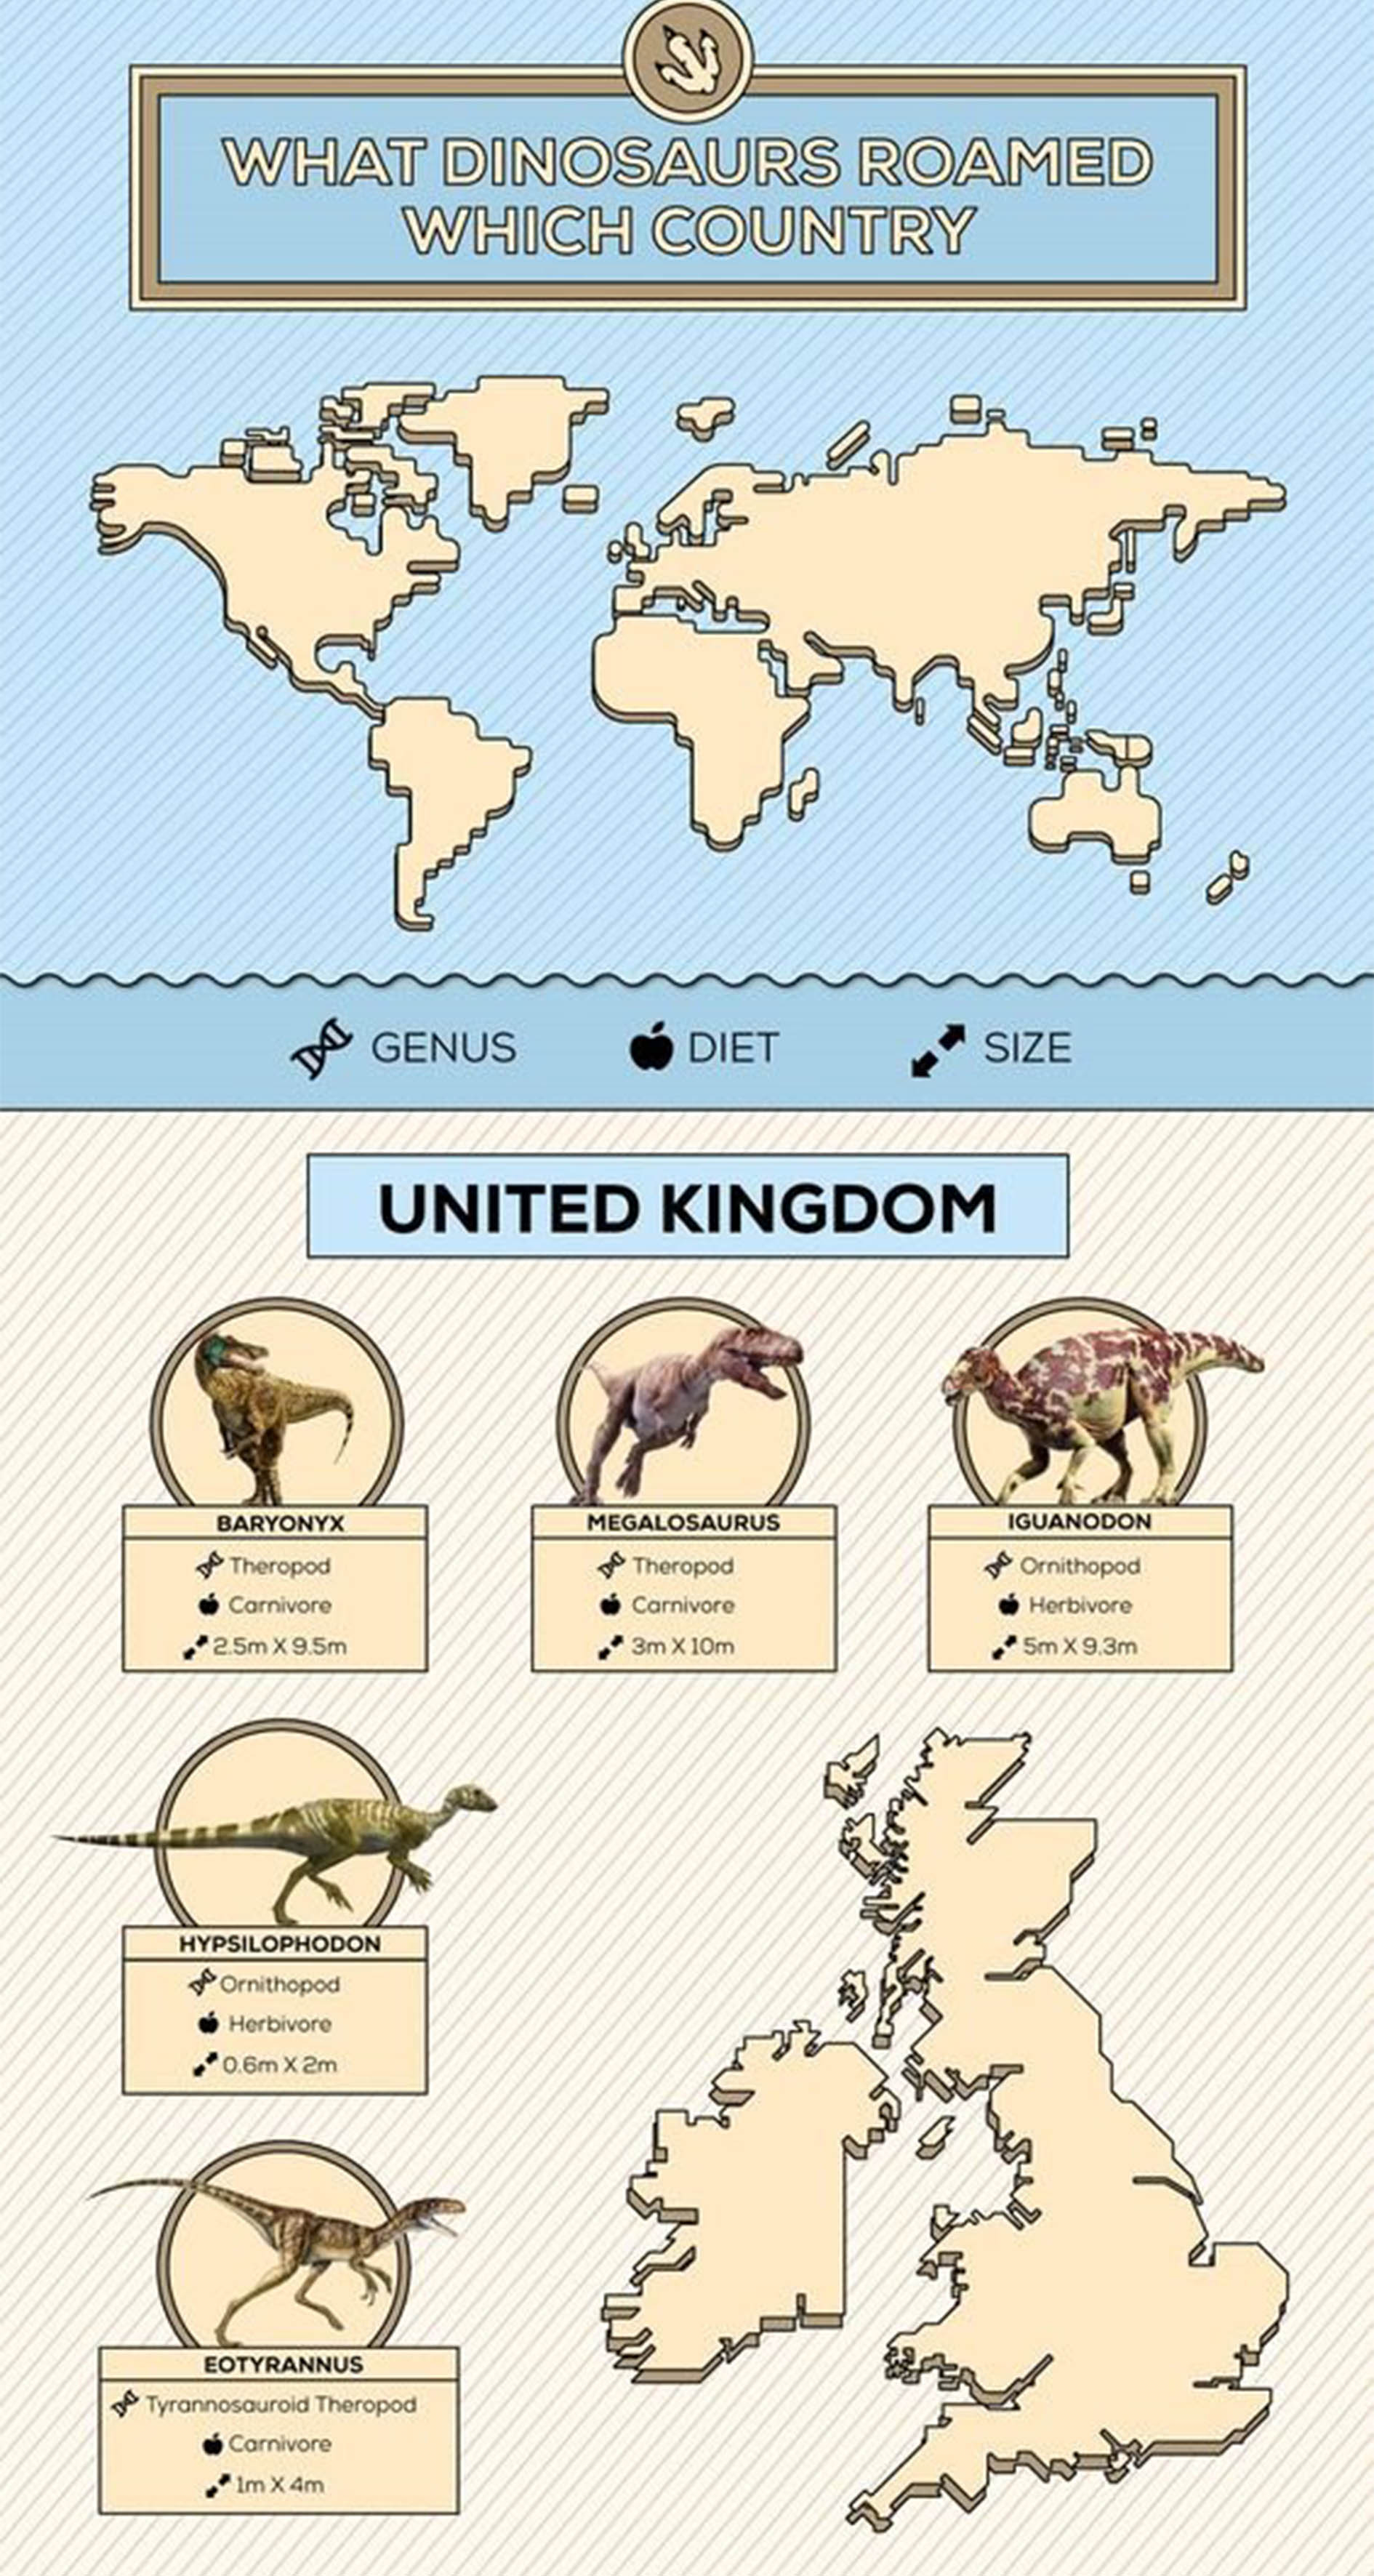 WHAT DINOSAURS ROAMED
WHICH COUNTRY
GENUS
DIET
SIZE
UNITED KINGDOM
BARYONYX
Theropod
Carnivore
2.5m X 9.5m
MEGALOSAURUS
Theropod
Carnivore
3m X 10m
IGUANODON
Ornithopod
Herbivore
5m X 9.3m
HYPSILOPHODON
Ornithopod
Herbivore
0.6m X 2m
EOTYRANNUS
Tyrannosauroid Theropod
Carnivore
1m X 4m